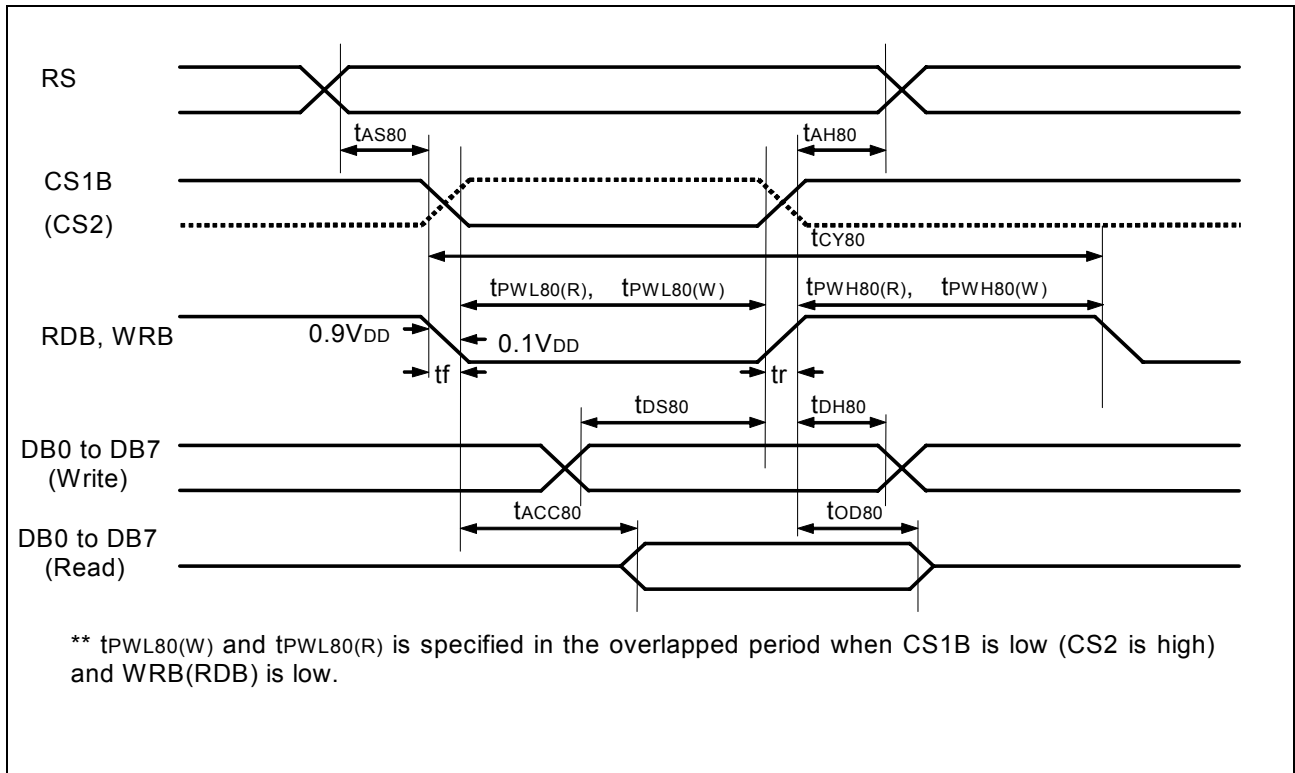 RS
tAS80
tAH80
CS1B
(CS2)
tCY80
tPWL80(R), tPWL80(W)
tPWH80(R), tPWH80(W)
RDB, WRB
0.9VDD
0.1VDD
tf
tr
tDS80
tDH80
DB0 to DB7
(Write)
tACC80
tOD80
DB0 to DB7
(Read)
** tPWL80(W) and tPWL80(R) is specified in the overlapped period when CS1B is low (CS2 is high)
and WRB(RDB) is low.